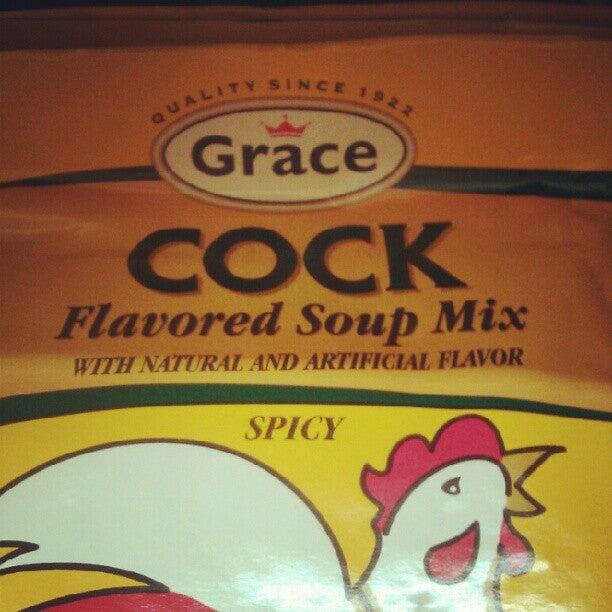 QUALITY SINCE 1922
Grace
COCK
Flavored Soup Mix
WITH NATURAL AND ARTIFICIAL FLAVOR
SPICY